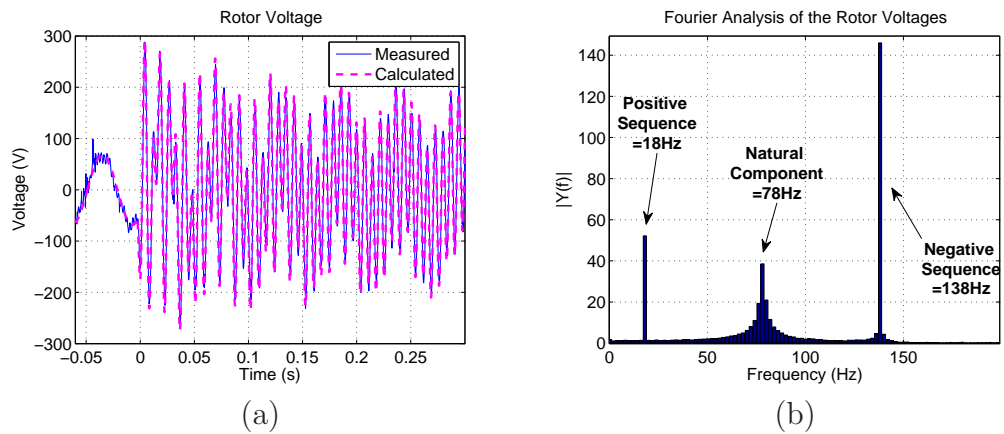 Rotor Voltage
300
200
100
0
−100
−200
−300
Voltage (V)
−0.05
0
0.05
0.1
0.15
0.2
0.25
Time (s)
Measured
Calculated
(a)
Fourier Analysis of the Rotor Voltages
140
120
100
80
60
40
20
0
|Y(f)|
0
50
100
150
Frequency (Hz)
Positive
Sequence
=18Hz
Natural
Component
=78Hz
Negative
Sequence
=138Hz
(b)